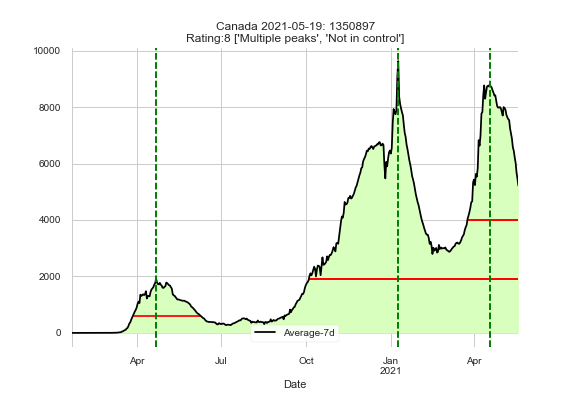 Canada 2021-05-19: 1350897
Rating:8 ['Multiple peaks', 'Not in control']
10000
8000
6000
4000
2000
0
Average-7d
Apr
Jul
Oct
Jan
2021
Apr
Date